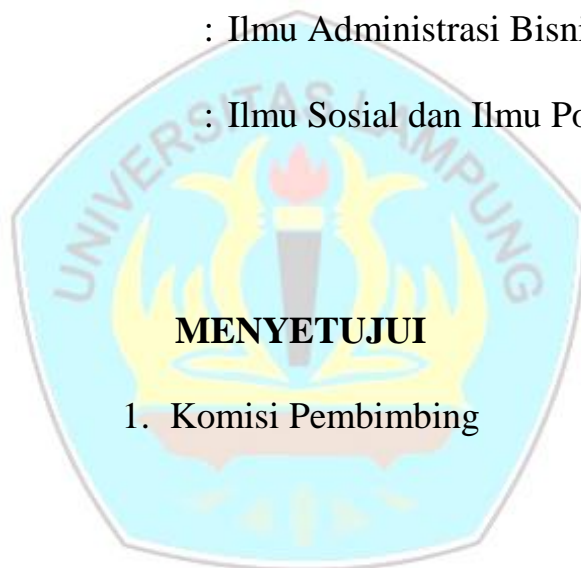 : Ilmu Administrasi Bisni
: Ilmu Sosial dan Ilmu Po
UNIVERSITAS LAMPUNG
MENYETUJUI
1. Komisi Pembimbing